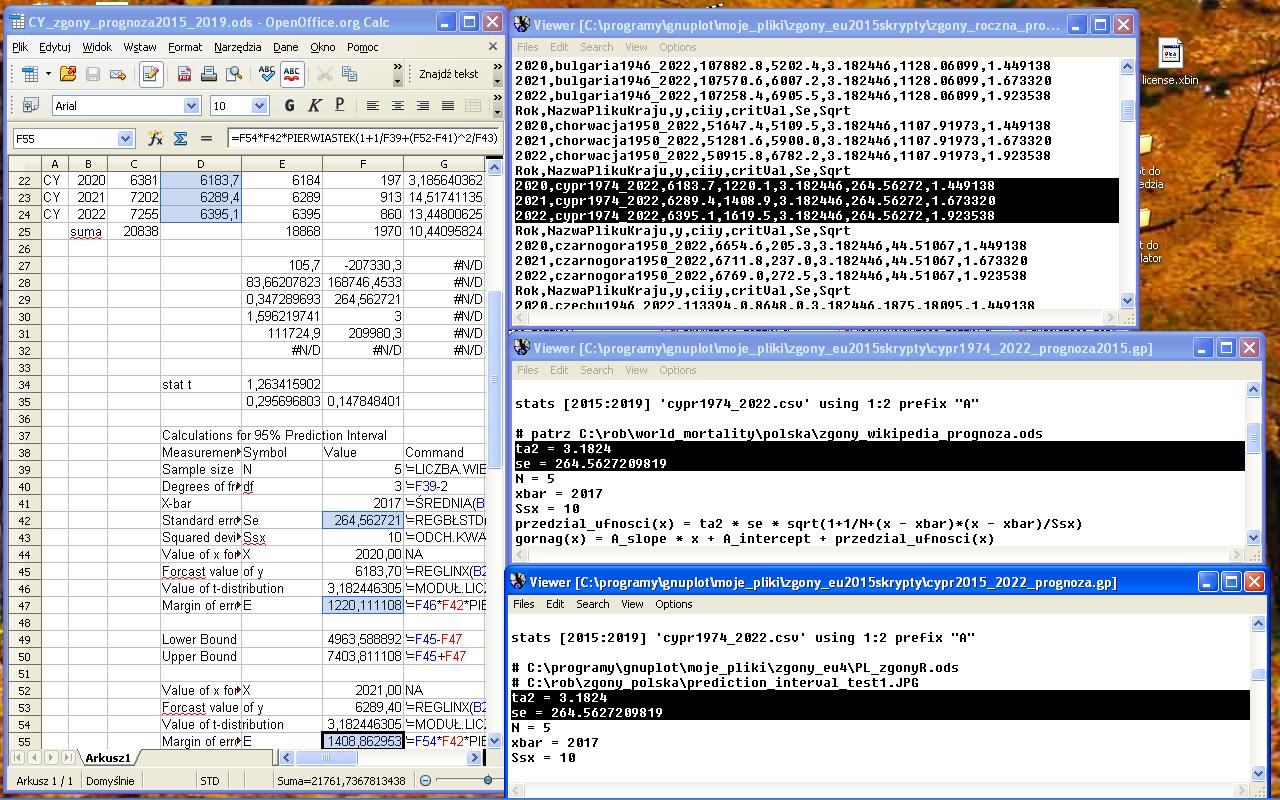 CY_zgony_prognoza2015_2019.ods - OpenOffice.org Calc
Plik Edytuj Widok Wstaw Format Narzędzia Dane Okno Pomoc
Znajdź tekst
Arial 10 G K P
F55 =F54*F42*PIERWIASTEK(1+1/F39+(F52-F41)^2/F43)
A B C D E F G
22 CY 2020 6381 6183,7 6184 197 3,185640362
23 CY 2021 7202 6289,4 6289 913 14,51741135
24 CY 2022 7255 6395,1 6395 860 13,44800625
25 suma 20838 18868 1970 10,44095824
26
27 105,7 -207330,3 #N/D
28 83,66207823 168746,4533 #N/D
29 0,347289693 264,562721 #N/D
30 1,596219741 3 #N/D
31 111724,9 209980,3 #N/D
32 #N/D #N/D #N/D
33
34 stat t 1,263415902
35 0,295696803 0,147848401
36
37 Calculations for 95% Prediction Interval
38 Measuremen Symbol Value Command
39 Sample size N 5 '=LICZBA.WIE
40 Degrees of fr df 3 '=F39-2
41 X-bar 2017 '=ŚREDNIA(B
42 Standard erro Se 264,562721 '=REGBŁSTD(
43 Squared devi Ssx 10 '=ODCH.KWA
44 Value of x for X 2020,00 NA
45 Forcast value of y 6183,70 '=REGLINX(B2
46 Value of t-distribution 3,182446305 '=MODUŁ.LICZ
47 Margin of erro E 1220,111108 '=F46*F42*PIE
48
49 Lower Bound 4963,588892 '=F45-F47
50 Upper Bound 7403,811108 '=F45+F47
51
52 Value of x for X 2021,00 NA
53 Forcast value of y 6289,40 '=REGLINX(B2
54 Value of t-distribution 3,182446305 '=MODUŁ.LICZ
55 Margin of erro E 1408,862953 '=F54*F42*PIE
Arkusz1
Arkusz 1 / 1 Domyślnie STD Suma=21761,7367813438
Viewer [C:\programy\gnuplot\moje_pliki\zgony_eu2015skrypty\zgony_roczna_pro...
Files Edit Search View Options
2020,bulgaria1946_2022,107882.8,5202.4,3.182446,1128.06099,1.449138
2021,bulgaria1946_2022,107570.6,6007.2,3.182446,1128.06099,1.673320
2022,bulgaria1946_2022,107258.4,6905.5,3.182446,1128.06099,1.923538
Rok,NazwaPlikuKraju,y,ciiy,critVal,Se,Sqrt
2020,chorwacja1950_2022,51647.4,5109.5,3.182446,1107.91973,1.449138
2021,chorwacja1950_2022,51281.6,5900.0,3.182446,1107.91973,1.673320
2022,chorwacja1950_2022,50915.8,6782.2,3.182446,1107.91973,1.923538
Rok,NazwaPlikuKraju,y,ciiy,critVal,Se,Sqrt
2020,cypr1974_2022,6183.7,1220.1,3.182446,264.56272,1.449138
2021,cypr1974_2022,6289.4,1408.9,3.182446,264.56272,1.673320
2022,cypr1974_2022,6395.1,1619.5,3.182446,264.56272,1.923538
Rok,NazwaPlikuKraju,y,ciiy,critVal,Se,Sqrt
2020,czarnogora1950_2022,6654.6,205.3,3.182446,44.51067,1.449138
2021,czarnogora1950_2022,6711.8,237.0,3.182446,44.51067,1.673320
2022,czarnogora1950_2022,6769.0,272.5,3.182446,44.51067,1.923538
Rok,NazwaPlikuKraju,y,ciiy,critVal,Se,Sqrt
2020,czechy1946_2022,113394.0,8648.0,3.182446,1875.18095,1.449138
Viewer [C:\programy\gnuplot\moje_pliki\zgony_eu2015skrypty\cypr1974_2022_prognoza2015.gp]
Files Edit Search View Options
stats [2015:2019] 'cypr1974_2022.csv' using 1:2 prefix "A"
# patrz C:\rob\world_mortality\polska\zgony_wikipedia_prognoza.ods
ta2 = 3.1824
se = 264.5627209819
N = 5
xbar = 2017
Ssx = 10
przedzial_ufnosci(x) = ta2 * se * sqrt(1+1/N+(x - xbar)*(x - xbar)/Ssx)
gornag(x) = A_slope * x + A_intercept + przedzial_ufnosci(x)
Viewer [C:\programy\gnuplot\moje_pliki\zgony_eu2015skrypty\cypr2015_2022_prognoza.gp]
Files Edit Search View Options
stats [2015:2019] 'cypr1974_2022.csv' using 1:2 prefix "A"
# C:\programy\gnuplot\moje_pliki\zgony_eu4\PL_zgonyR.ods
# C:\rob\zgony_polska\prediction_interval_test1.JPG
ta2 = 3.1824
se = 264.5627209819
N = 5
xbar = 2017
Ssx = 10
license.xbin
ot do
edzia
t do
lator